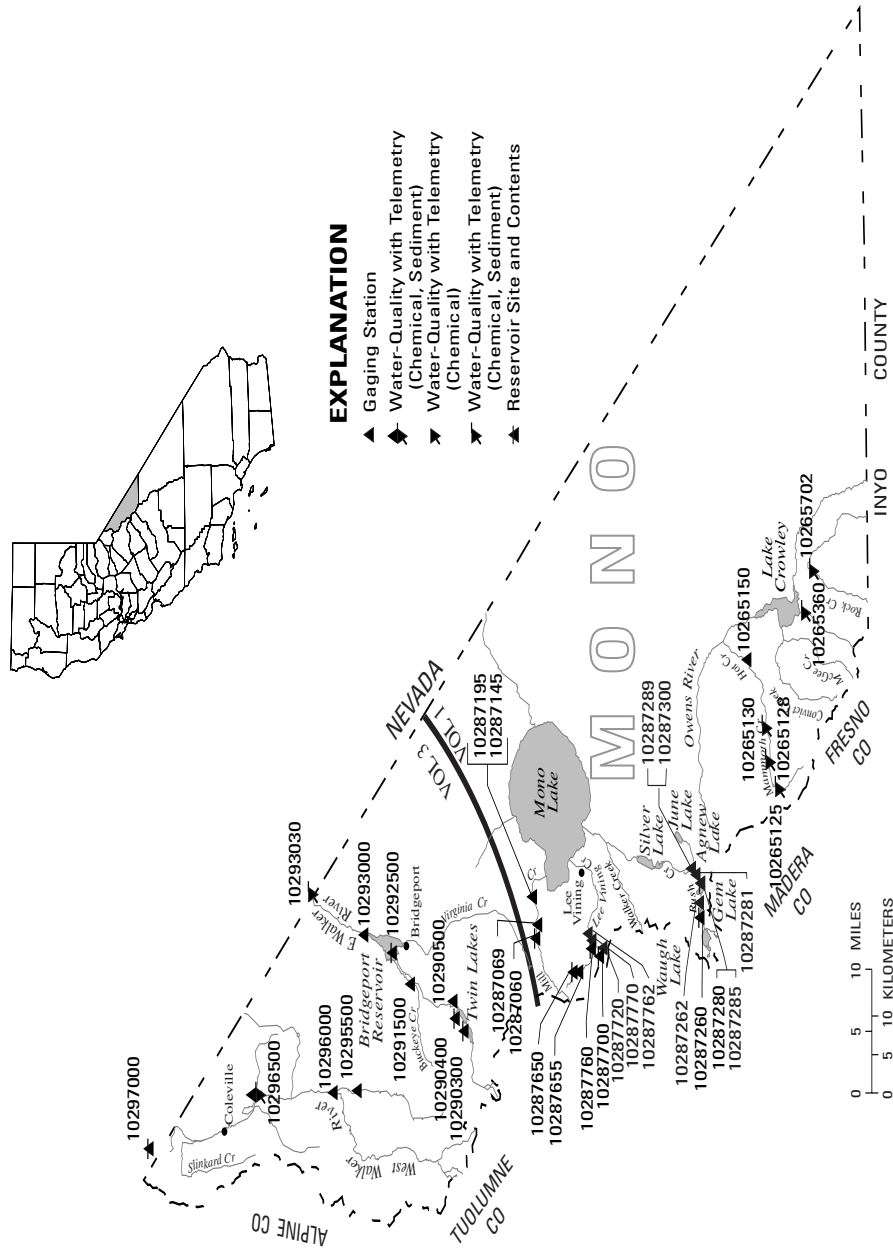 EXPLANATION
Gaging Station
Water-Quality with Telemetry
(Chemical, Sediment)
Water-Quality with Telemetry
(Chemical)
Water-Quality with Telemetry
(Chemical, Sediment)
Reservoir Site and Contents
10297000
Coleville
Slinkard Cr
10296500
ALPINE CO
10296000
10295500
West Walker
River
TUOLUMNE
CO
10293030
E Walker
River
10293000
10292500
Bridgeport
Bridgeport
Reservoir
10291500
Buckeye Cr
10290500
Twin Lakes
10290400
10290300
Virginia Cr
NEVADA
VOL 3
VOL 1
10287195
10287145
10287069
10287060
Mill
Cr
Mono
Lake
MONO
10287650
10287655
10287760
10287700
10287720
10287770
10287762
Lee
Vining
Lee Vining
Cr
Walker Creek
10287289
10287300
Silver
Lake
June
Lake
Agnew
Lake
Rush
Cr
Gem
Lake
Waugh
Lake
10287262
10287260
10287280
10287285
10287281
Owens River
Hot Cr
10265150
10265130
10265128
10265125
Mammoth Creek
Convict
McGee
Cr
Lake
Crowley
10265360
10265702
Rock Cr
MADERA
CO
FRESNO
CO
INYO COUNTY
0 5 10 MILES
0 5 10 KILOMETERS